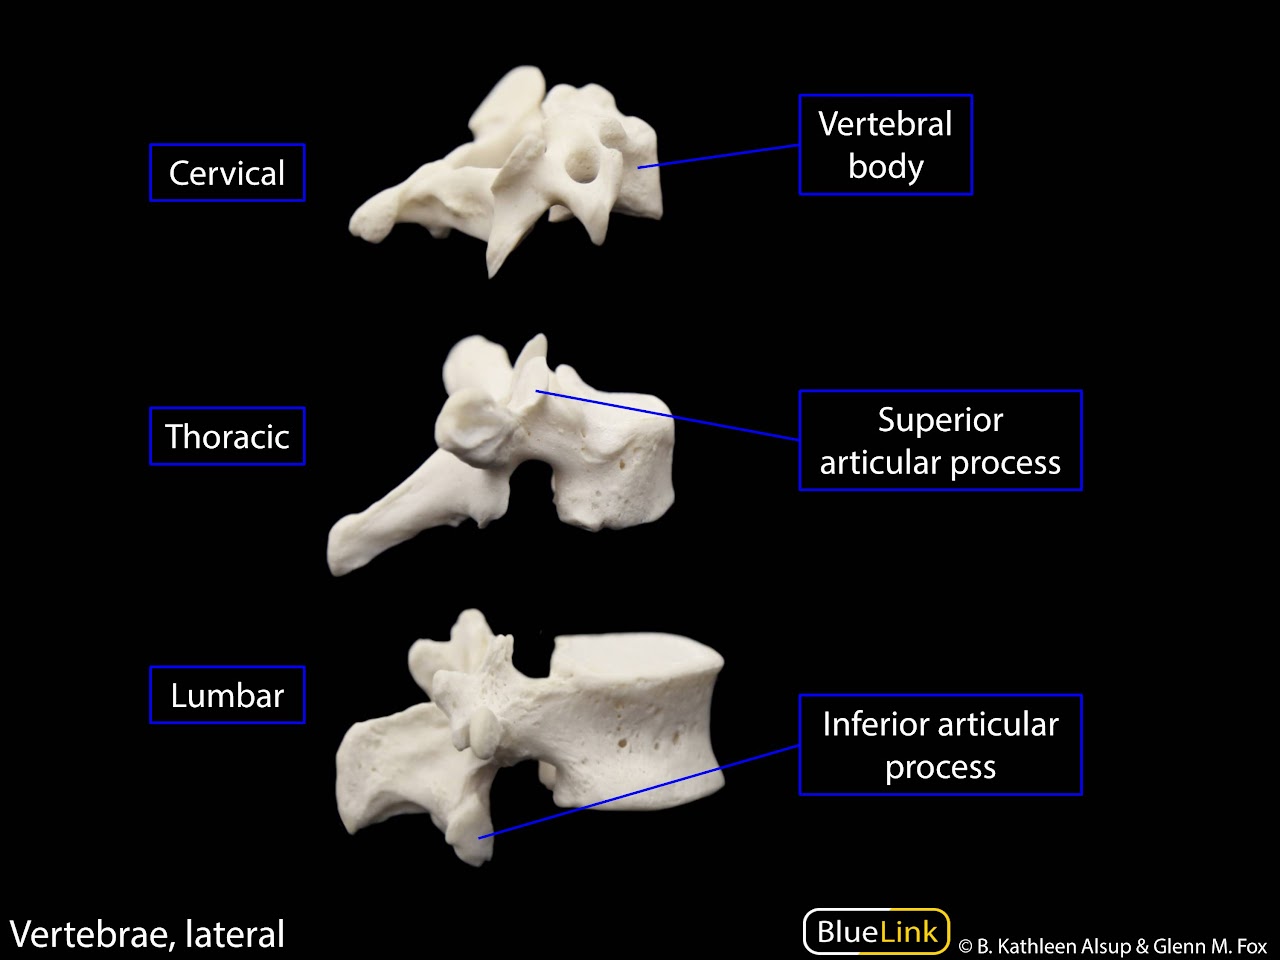 Cervical
Vertebral
body
Thoracic
Superior
articular process
Lumbar
Inferior articular
process
Vertebrae, lateral
BlueLink
© B. Kathleen Alsup & Glenn M. Fox